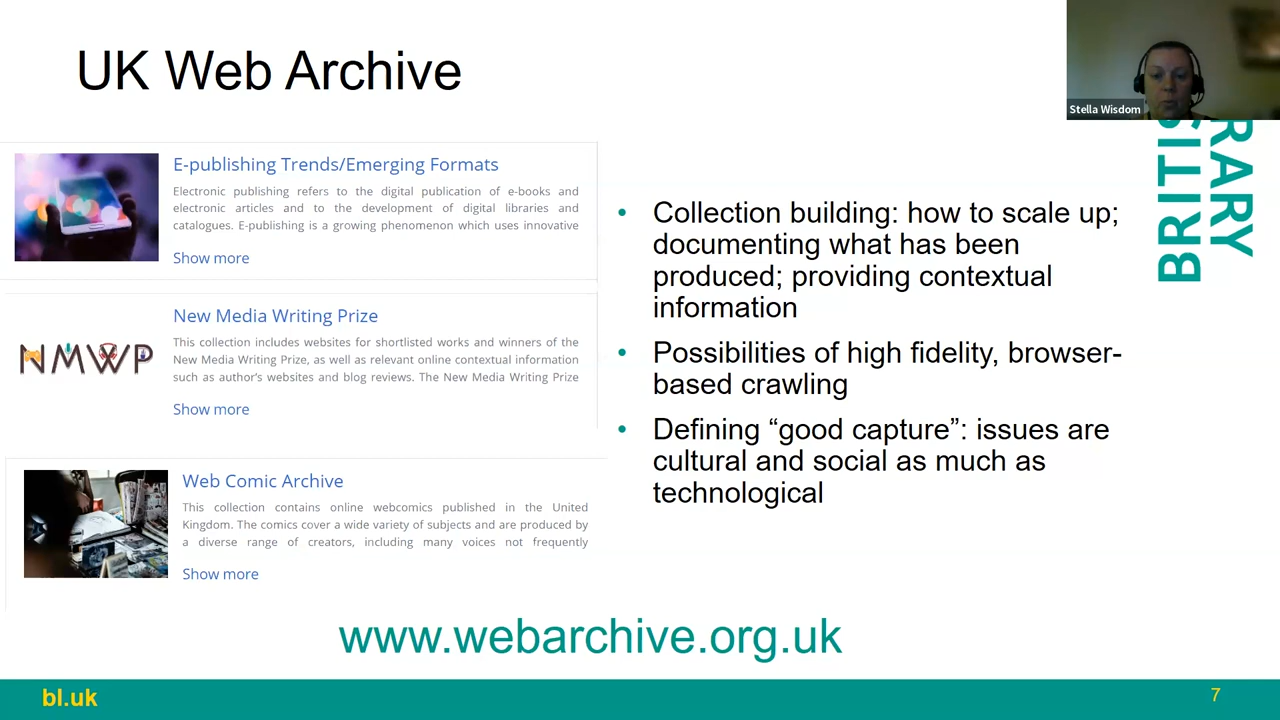 UK Web Archive
Stella Wisdom
BRITIS
RARY
E-publishing Trends/Emerging Formats
Electronic publishing refers to the digital publication of e-books and
electronic articles and to the development of digital libraries and
catalogues. E-publishing is a growing phenomenon which uses innovative
Show more
NMWP
New Media Writing Prize
This collection includes websites for shortlisted works and winners of the
New Media Writing Prize, as well as relevant online contextual information
such as author's websites and blog reviews. The New Media Writing Prize
Show more
Web Comic Archive
This collection contains online webcomics published in the United
Kingdom. The comics cover a wide variety of subjects and are produced by
a diverse range of creators, including many voices not frequently
Show more
• Collection building: how to scale up;
documenting what has been
produced; providing contextual
information
• Possibilities of high fidelity, browser-
based crawling
• Defining “good capture”: issues are
cultural and social as much as
technological
www.webarchive.org.uk
bl.uk
7